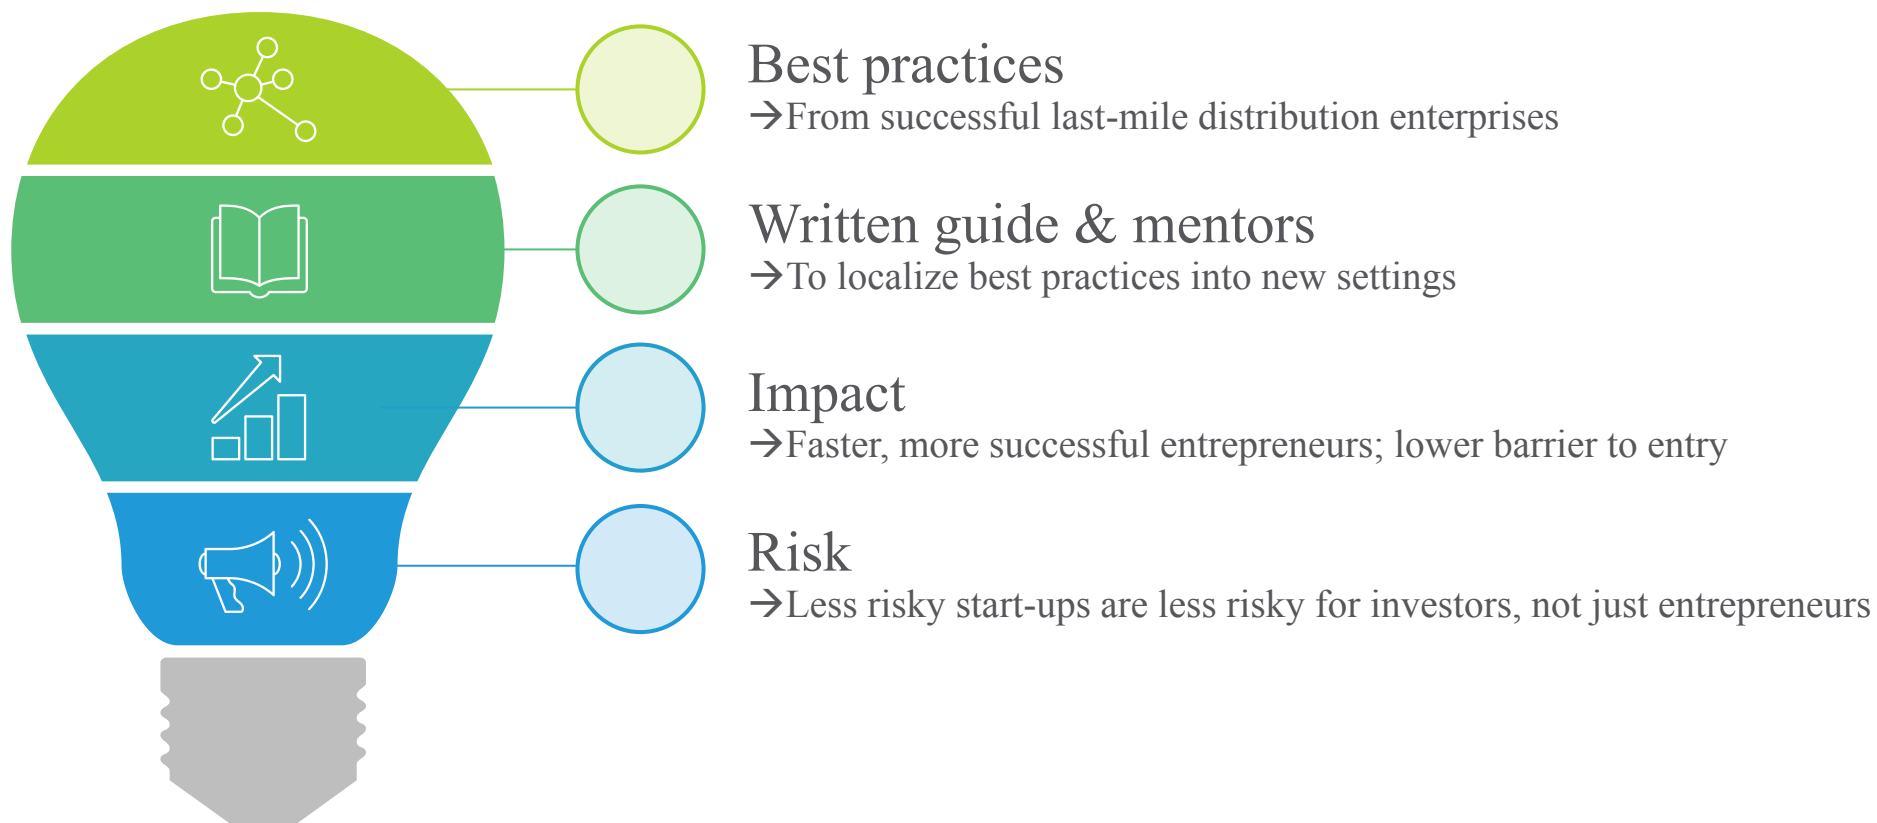 Best practices
→From successful last-mile distribution enterprises
Written guide & mentors
→To localize best practices into new settings
Impact
→Faster, more successful entrepreneurs; lower barrier to entry
Risk
→Less risky start-ups are less risky for investors, not just entrepreneurs